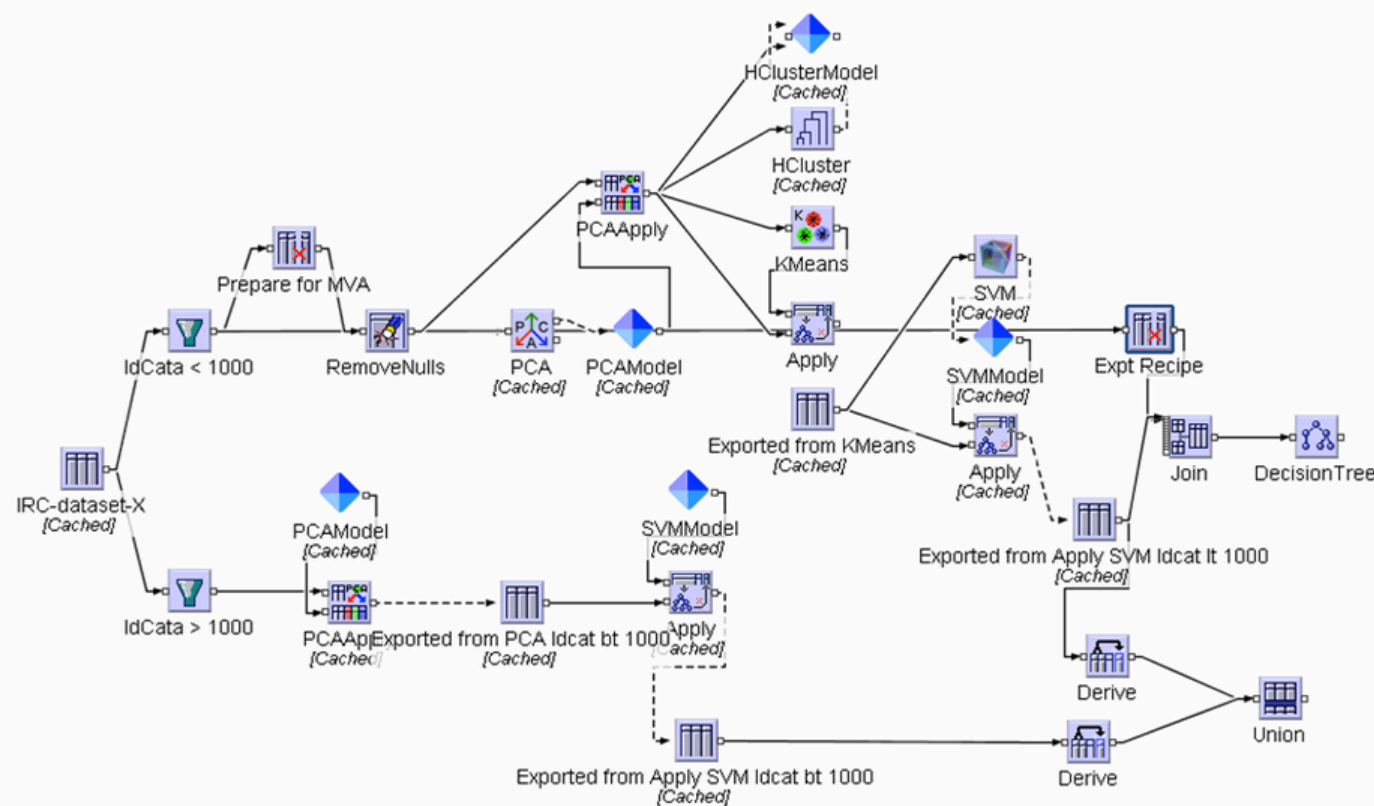 HClusterModel
[Cached]
HCluster
[Cached]
PCAApply
KMeans
Prepare for MVA
SVM
[Cached]
IdCata < 1000
RemoveNulls
PCA
[Cached]
PCAModel
[Cached]
Apply
SVMModel
[Cached]
Expt Recipe
Exported from KMeans
[Cached]
Apply
[Cached]
Join
DecisionTree
IRC-dataset-X
[Cached]
PCAModel
[Cached]
SVMModel
[Cached]
Exported from Apply SVM Idcat lt 1000
[Cached]
IdCata > 1000
[Cached]
Exported from PCA Idcat bt 1000
[Cached]
Apply
[Cached]
Derive
Union
Exported from Apply SVM Idcat bt 1000
[Cached]
Derive